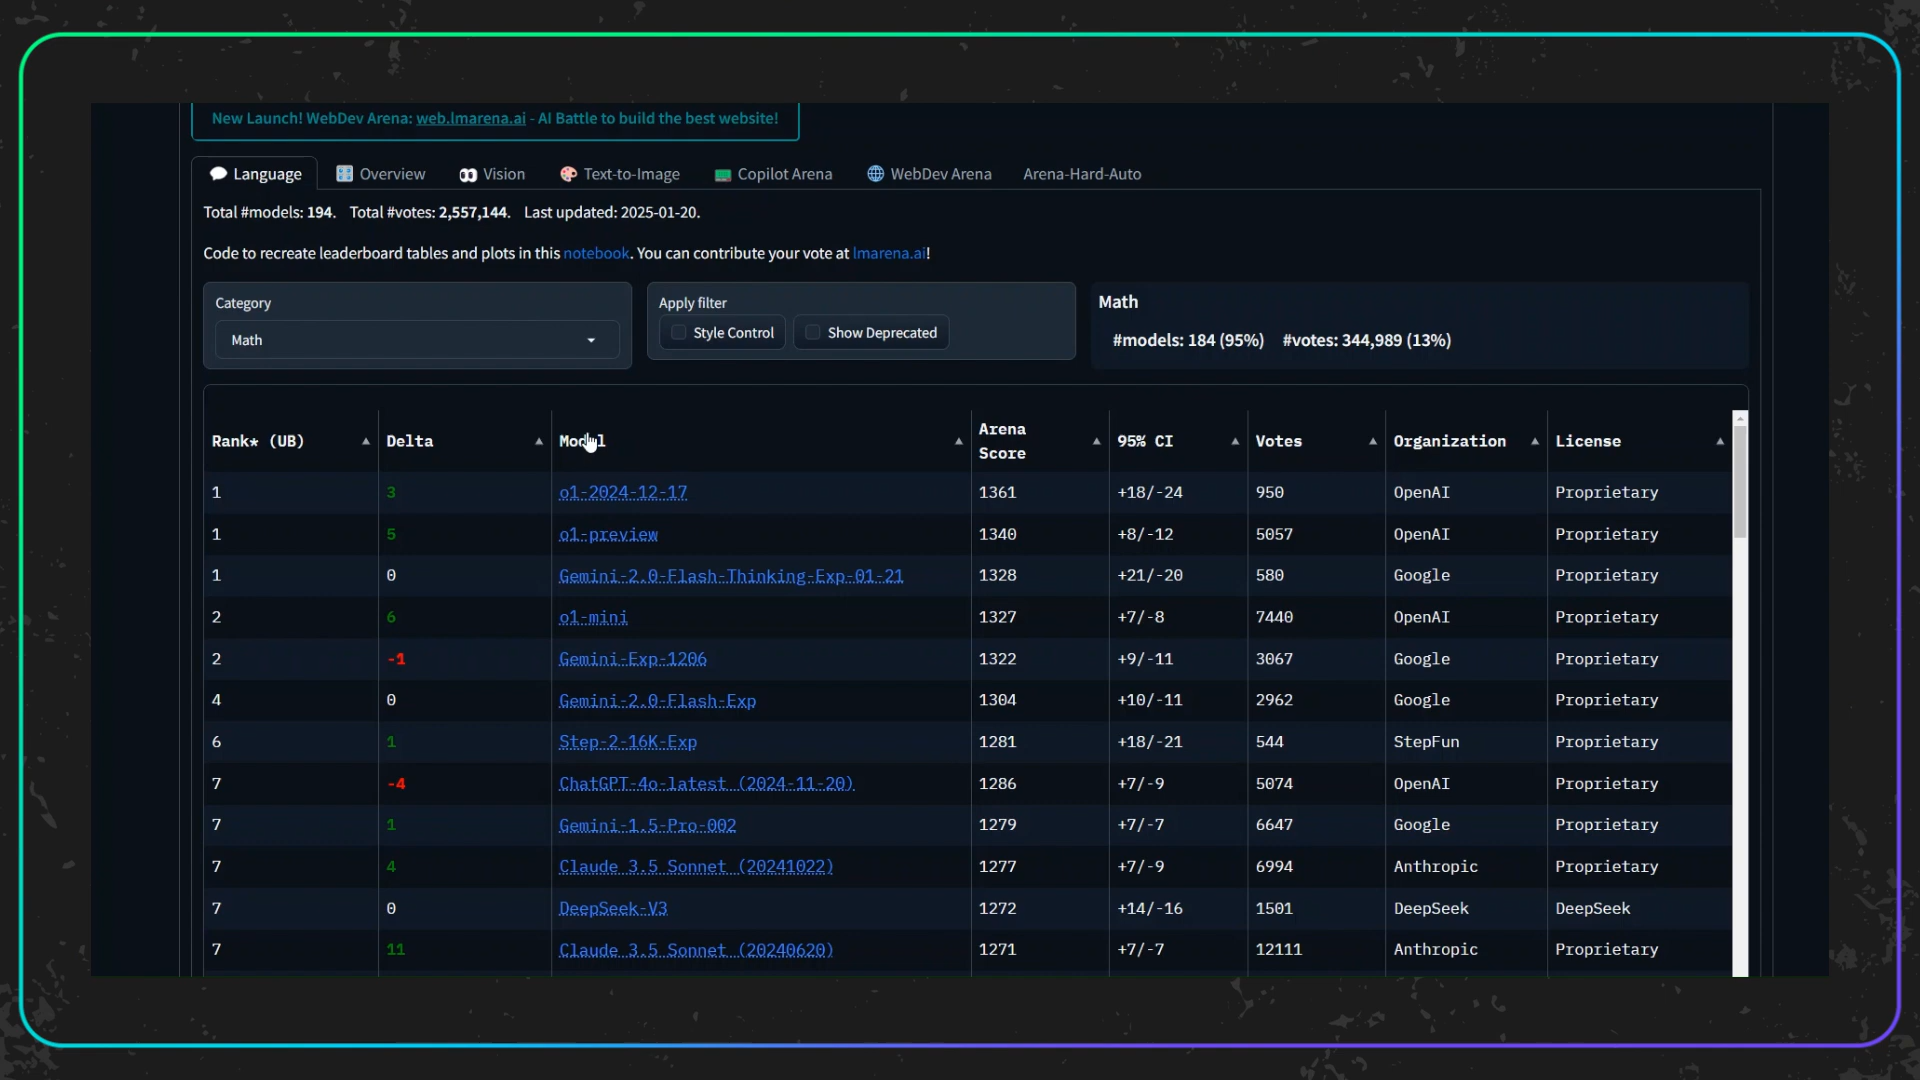 New Launch! WebDev Arena: web.lmarena.ai - AI Battle to build the best website!
Language Overview Vision Text-to-Image Copilot Arena WebDev Arena Arena-Hard-Auto
Total #models: 194. Total #votes: 2,557,144. Last updated: 2025-01-20.
Code to recreate leaderboard tables and plots in this notebook. You can contribute your vote at lmarena.ai!
Category
Math
Apply filter
Style Control Show Deprecated
Math
#models: 184 (95%) #votes: 344,989 (13%)
Rank* (UB) Delta Arena Score 95% CI Votes Organization License
1 3 o1-2024-12-17 1361 +18/-24 950 OpenAI Proprietary
1 5 o1-preview 1340 +8/-12 5057 OpenAI Proprietary
1 0 Gemini-2.0-Flash-Thinking-Exp-01-21 1328 +21/-20 580 Google Proprietary
2 6 o1-mini 1327 +7/-8 7440 OpenAI Proprietary
2 -1 Gemini-Exp-1206 1322 +9/-11 3067 Google Proprietary
4 0 Gemini-2.0-Flash-Exp 1304 +10/-11 2962 Google Proprietary
6 1 Step-2-16K-Exp 1281 +18/-21 544 StepFun Proprietary
7 -4 ChatGPT-4o-latest (2024-11-20) 1286 +7/-9 5074 OpenAI Proprietary
7 1 Gemini-1.5-Pro-002 1279 +7/-7 6647 Google Proprietary
7 4 Claude 3.5 Sonnet (20241022) 1277 +7/-9 6994 Anthropic Proprietary
7 0 DeepSeek-V3 1272 +14/-16 1501 DeepSeek DeepSeek
7 11 Claude 3.5 Sonnet (20240620) 1271 +7/-7 12111 Anthropic Proprietary